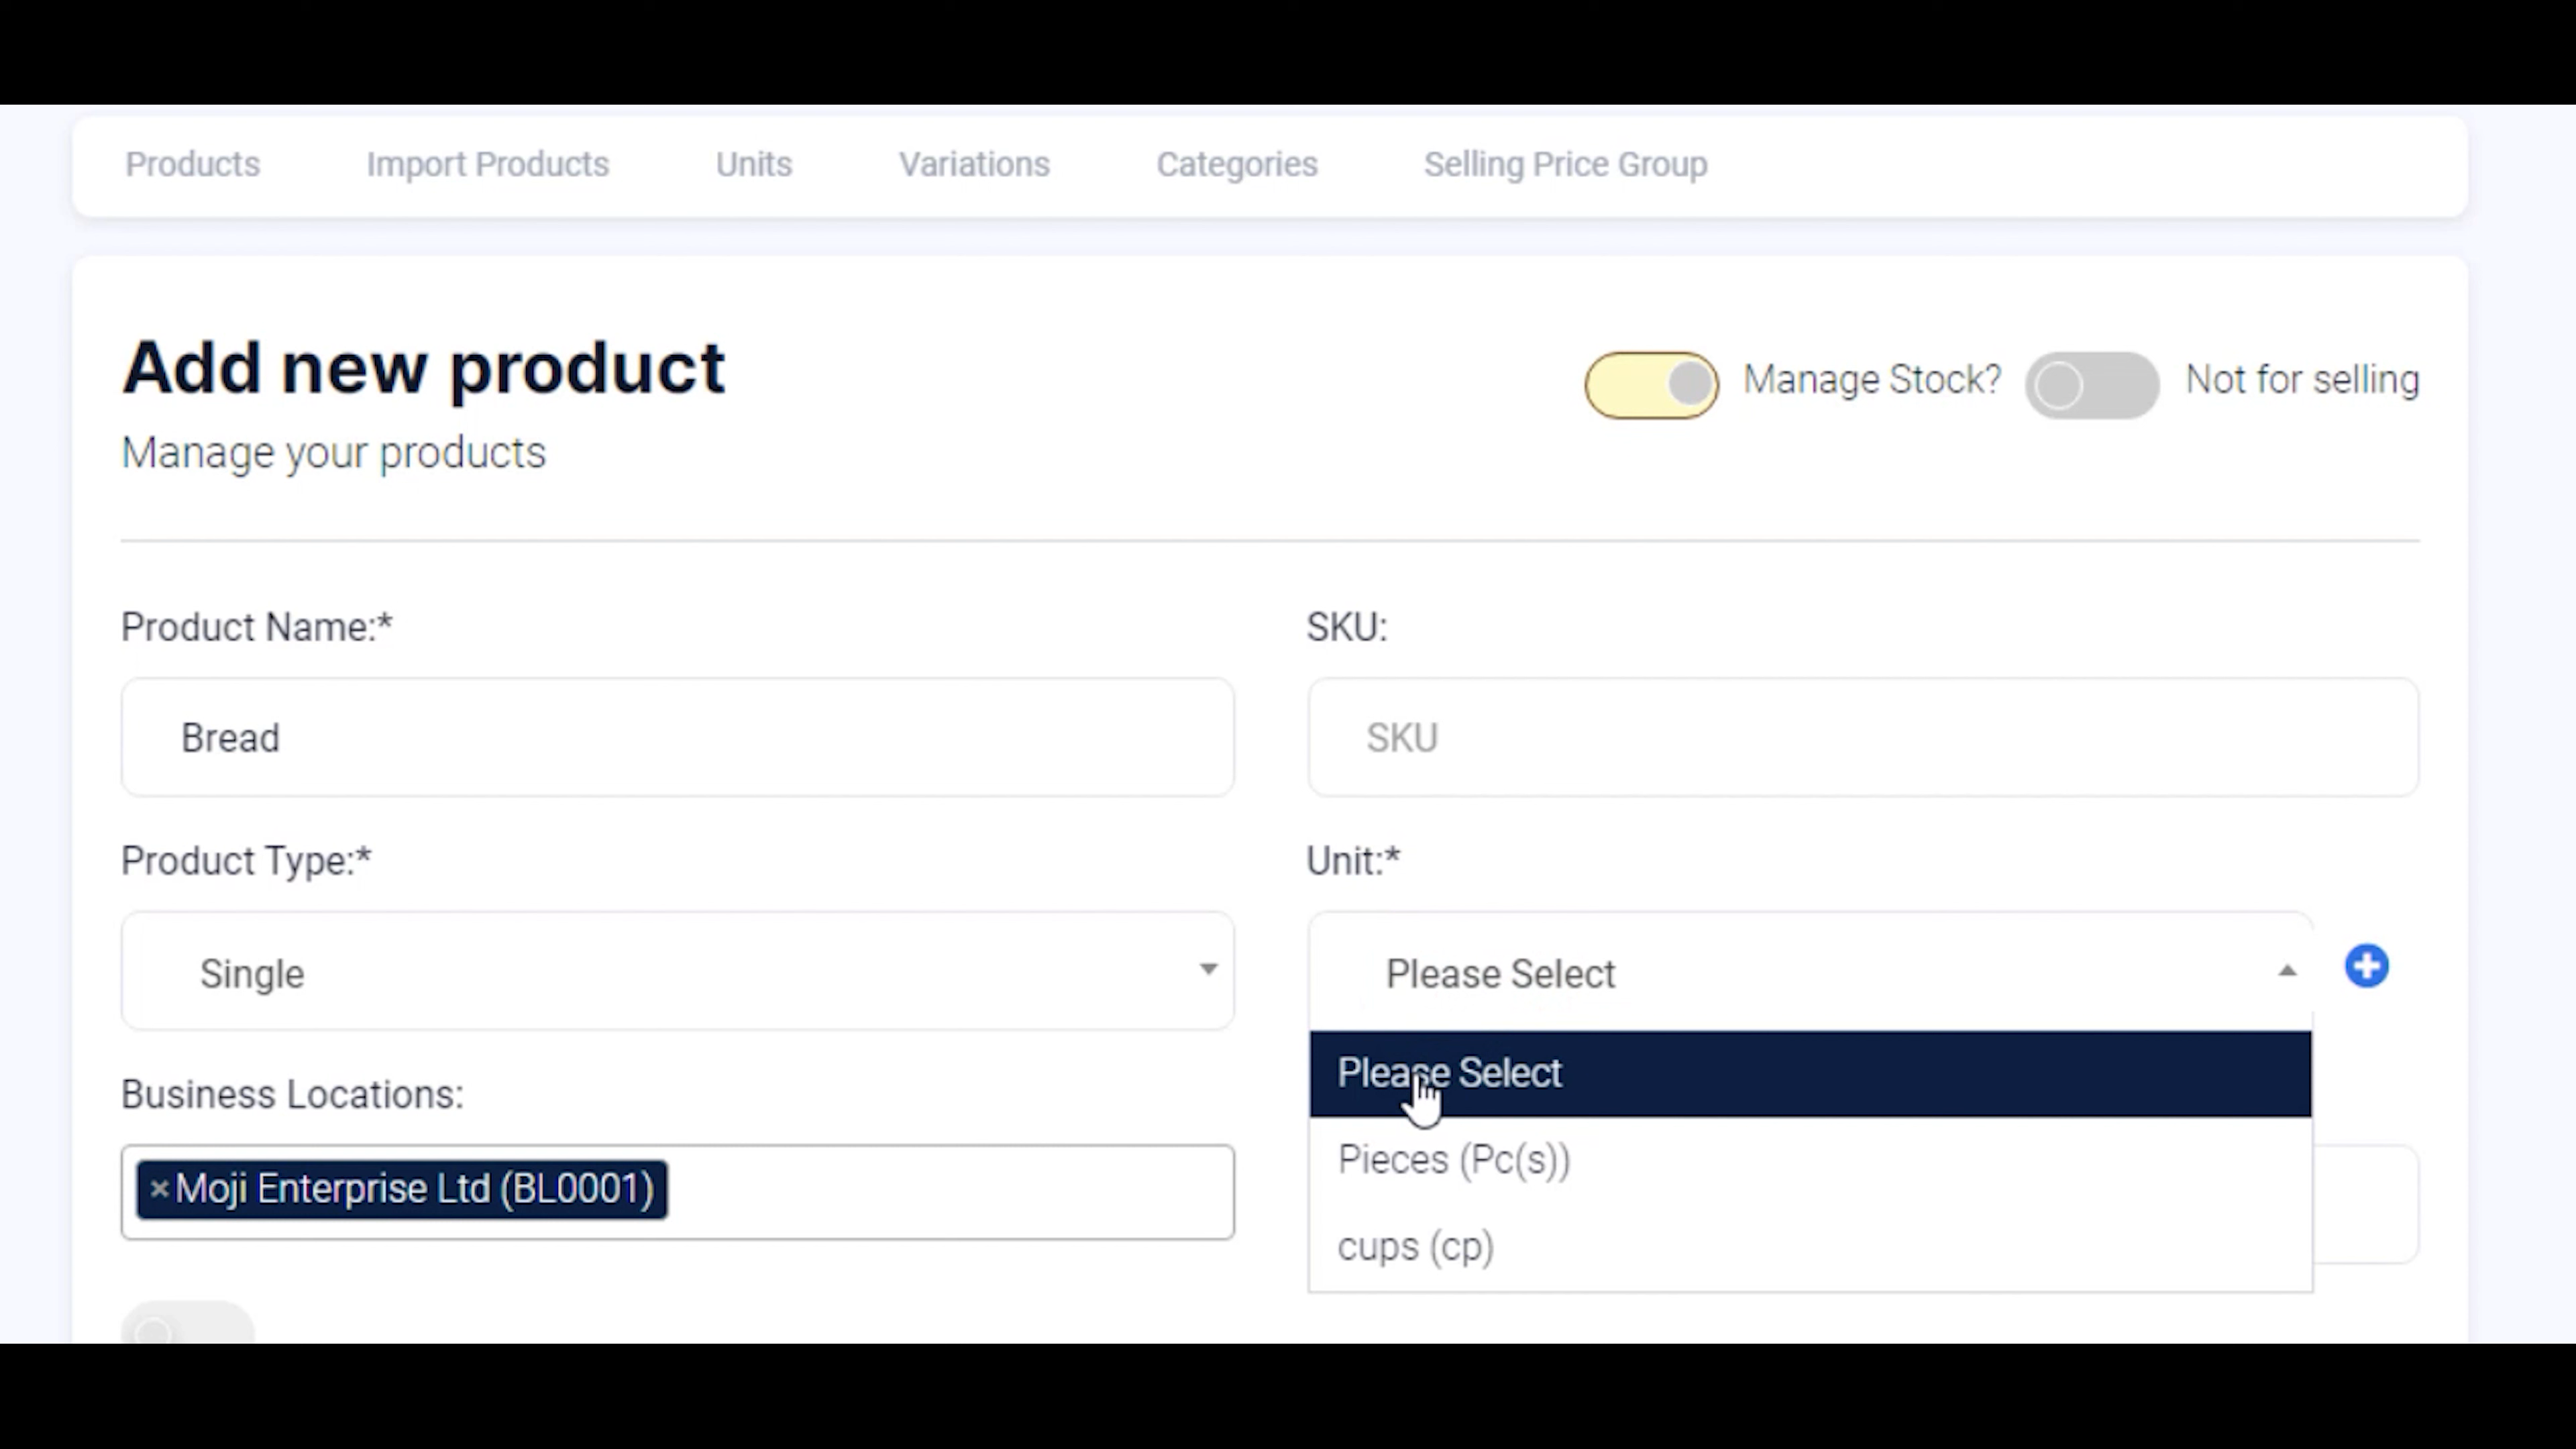 Products Import Products Units Variations Categories Selling Price Group
Add new product
Manage Stock? Not for selling
Manage your products
Product Name:* SKU:
Bread SKU
Product Type:* Unit:*
Single Please Select
Please Select
Business Locations:
Pieces (Pc(s))
×Moji Enterprise Ltd (BL0001)
cups (cp)